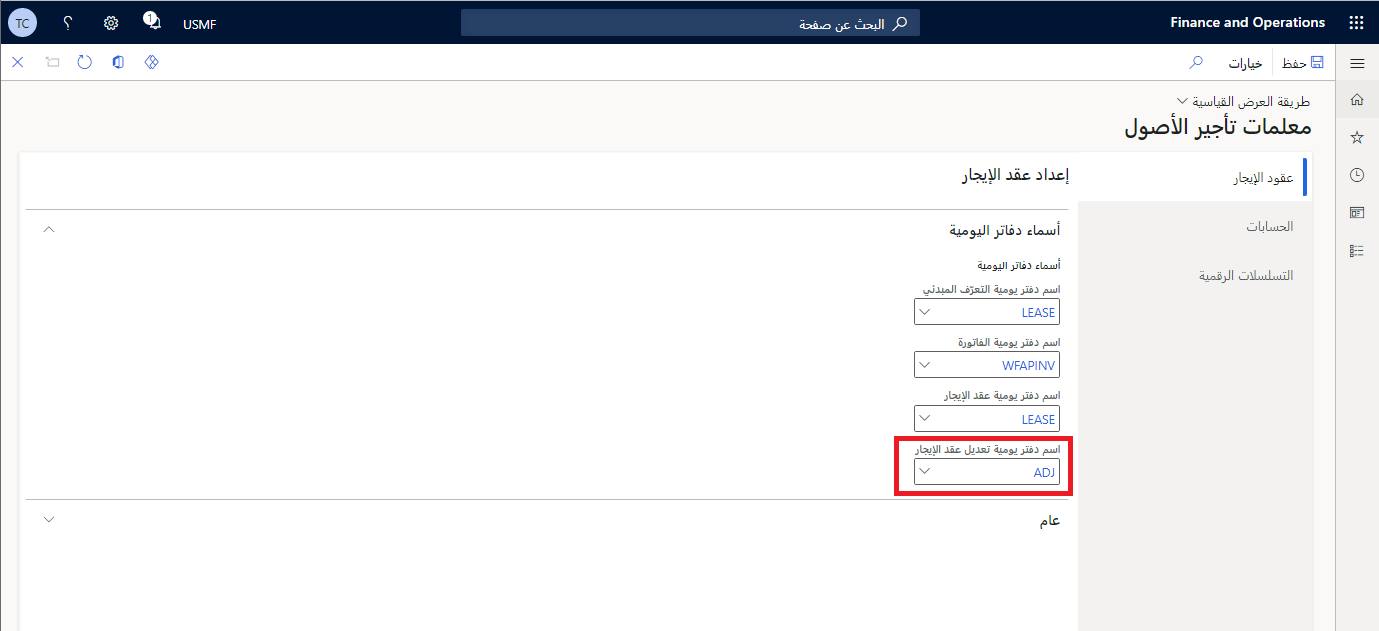 Finance and Operations
البحث عن صفحة
USMF
1
TC
حفظ
خيارات
طريقة العرض القياسية
معلمات تأجير الأصول
عقود الإيجار
الحسابات
التسلسلات الرقمية
إعداد عقد الإيجار
أسماء دفاتر اليومية
أسماء دفاتر اليومية
اسم دفتر يومية التعرّف المبدئي
LEASE
اسم دفتر يومية الفاتورة
WFAPINV
اسم دفتر يومية عقد الإيجار
LEASE
اسم دفتر يومية تعديل عقد الإيجار
ADJ
عام